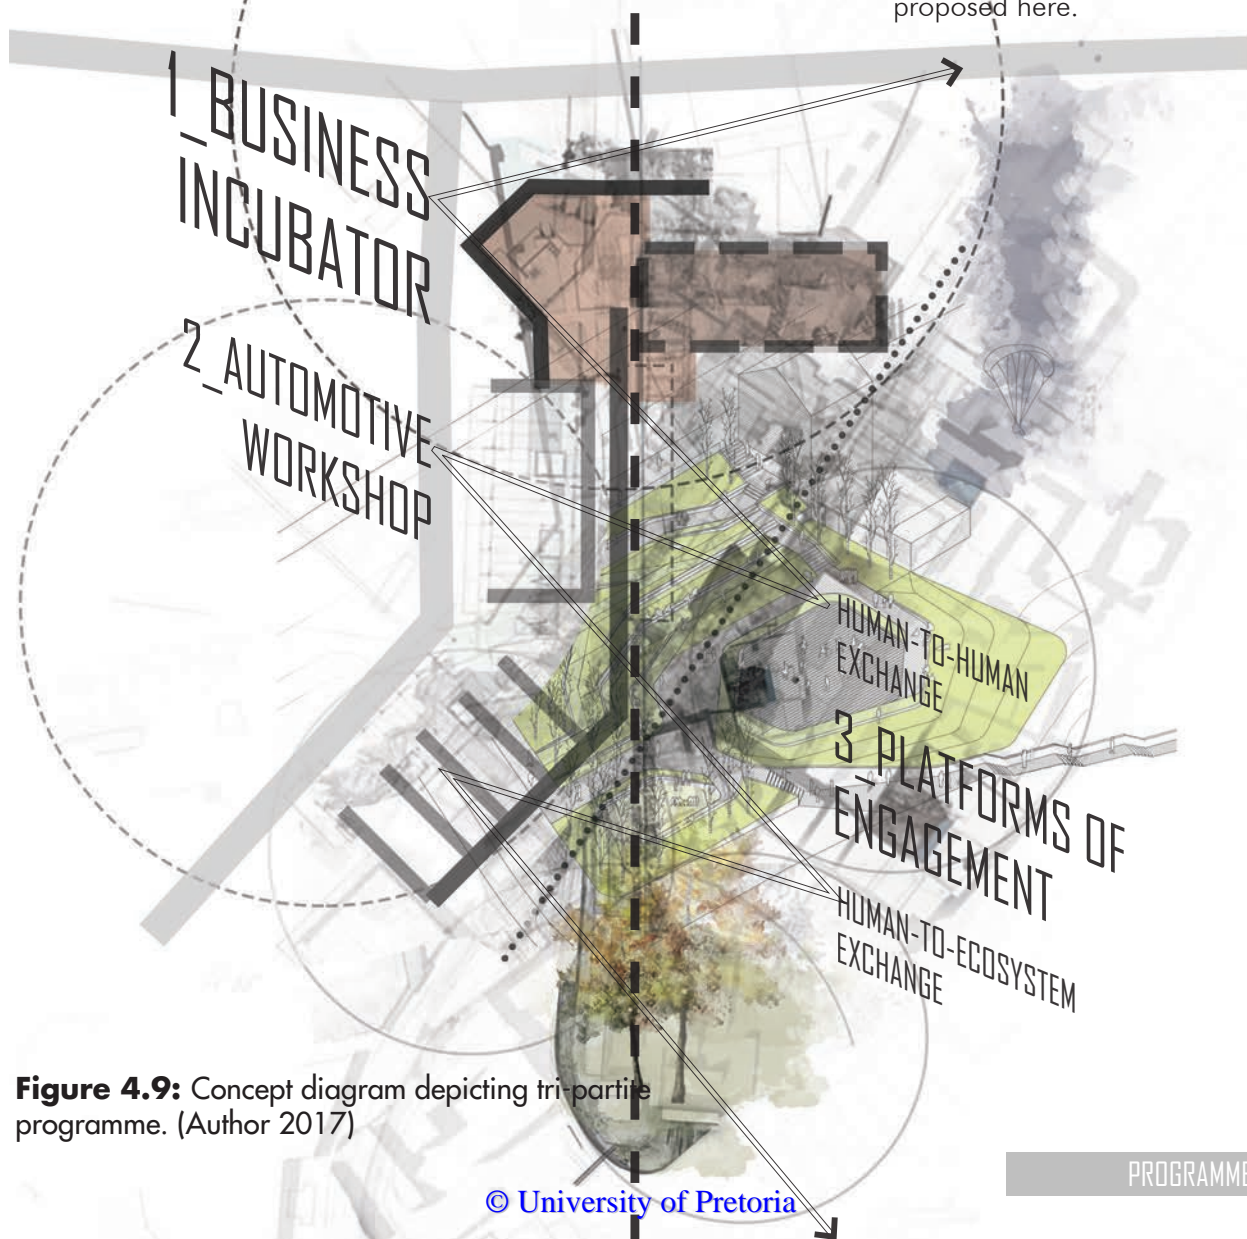 proposed here.
1_BUSINESS
INCUBATOR
2_AUTOMOTIVE
WORKSHOP
HUMAN-TO-HUMAN
EXCHANGE
3_PLATFORMS OF
ENGAGEMENT
HUMAN-TO-ECOSYSTEM
EXCHANGE
Figure 4.9: Concept diagram depicting tri-partite
programme. (Author 2017)
PROGRAMME
© University of Pretoria